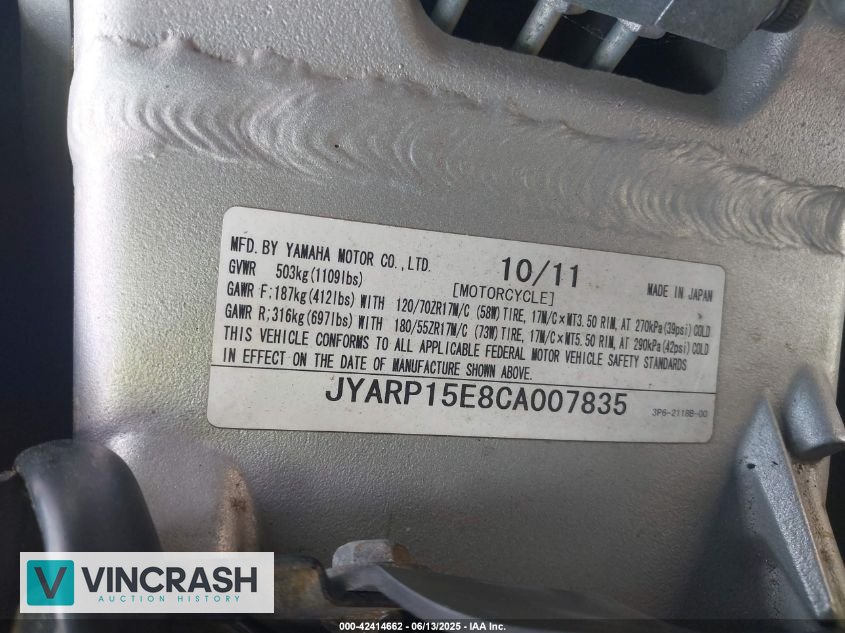 MFD. BY YAMAHA MOTOR CO., LTD. 10/11
GVWR 503kg(1109lbs) [MOTORCYCLE] MADE IN JAPAN
GAWR F:187kg(412lbs) WITH 120/70ZR17M/C (58W) TIRE, 17M/C×MT3.50 RIM, AT 270kPa(39psi) COLD
GAWR R:316kg(697lbs) WITH 180/55ZR17M/C (73W) TIRE, 17M/C×MT5.50 RIM, AT 290kPa(42psi) COLD
THIS VEHICLE CONFORMS TO ALL APPLICABLE FEDERAL MOTOR VEHICLE SAFETY STANDARDS
IN EFFECT ON THE DATE OF MANUFACTURE SHOWN ABOVE.
JYARP15E8CA007835 3P6-2118B-00
V VINCRASH
AUCTION HISTORY
000-42414662 - 06/13/2025 - © IAA Inc.